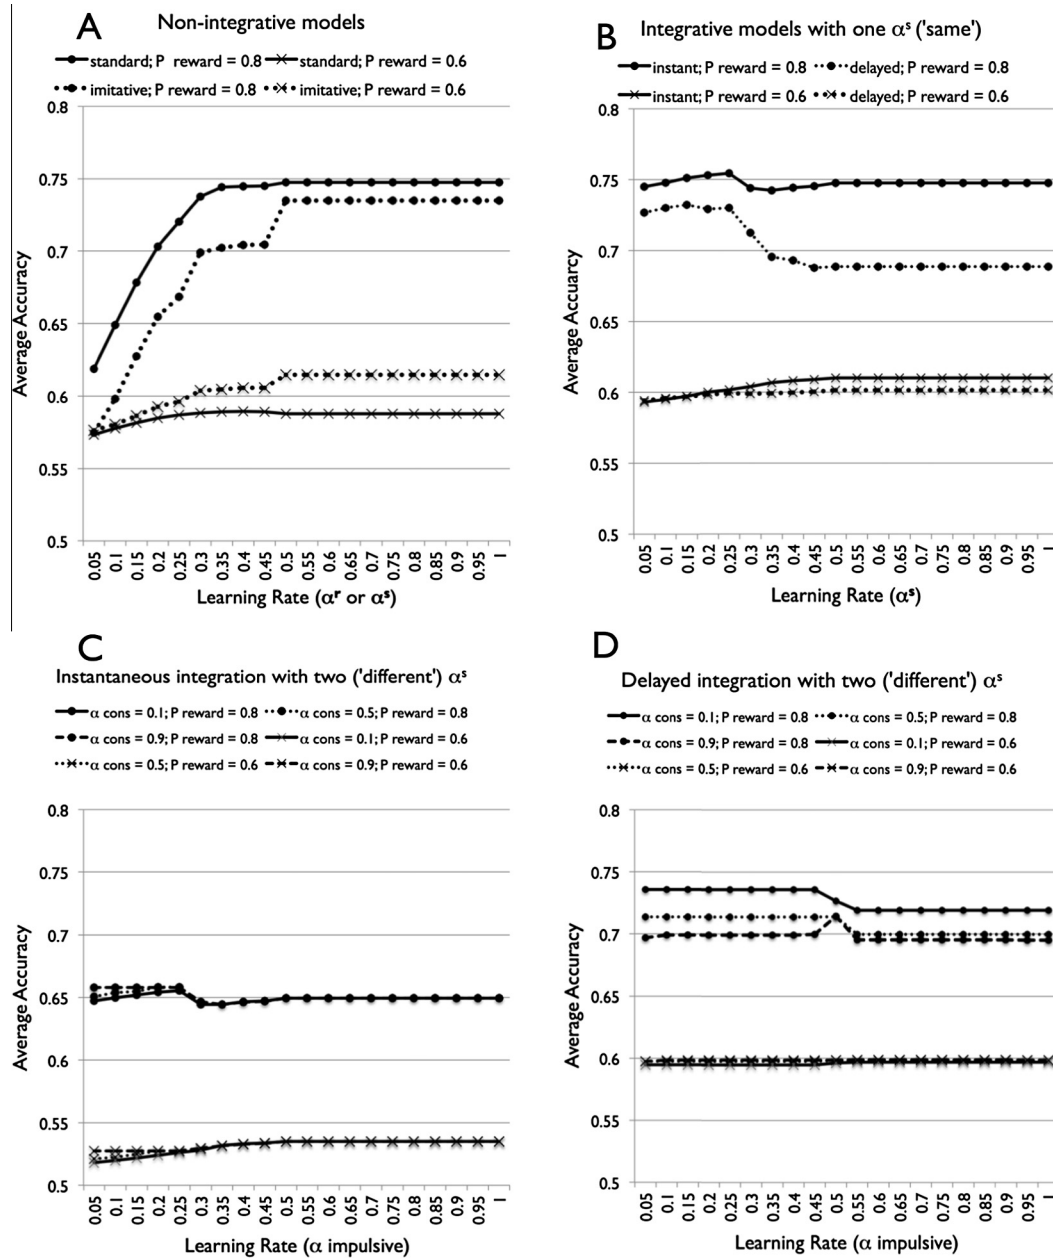 A
Non-integrative models
standard; P reward = 0.8 standard; P reward = 0.6
imitative; P reward = 0.8 imitative; P reward = 0.6
0.8
0.75
0.7
0.65
0.6
0.55
0.5
Average Accuracy
0.05 0.1 0.15 0.2 0.25 0.3 0.35 0.4 0.45 0.5 0.55 0.6 0.65 0.7 0.75 0.8 0.85 0.9 0.95 1
Learning Rate (αʳ or αˢ)
B
Integrative models with one αˢ ('same')
instant; P reward = 0.8 delayed; P reward = 0.8
instant; P reward = 0.6 delayed; P reward = 0.6
0.8
0.75
0.7
0.65
0.6
0.55
0.5
Average Accuarcy
0.05 0.1 0.15 0.2 0.25 0.3 0.35 0.4 0.45 0.5 0.55 0.6 0.65 0.7 0.75 0.8 0.85 0.9 0.95 1
Learning Rate (αˢ)
C
Instantaneous integration with two ('different') αˢ
α cons = 0.1; P reward = 0.8 α cons = 0.5; P reward = 0.8
α cons = 0.9; P reward = 0.8 α cons = 0.1; P reward = 0.6
α cons = 0.5; P reward = 0.6 α cons = 0.9; P reward = 0.6
0.8
0.75
0.7
0.65
0.6
0.55
0.5
Average Accuracy
0.05 0.1 0.15 0.2 0.25 0.3 0.35 0.4 0.45 0.5 0.55 0.6 0.65 0.7 0.75 0.8 0.85 0.9 0.95 1
Learning Rate (α impulsive)
D
Delayed integration with two ('different') αˢ
α cons = 0.1; P reward = 0.8 α cons = 0.5; P reward = 0.8
α cons = 0.9; P reward = 0.8 α cons = 0.1; P reward = 0.6
α cons = 0.5; P reward = 0.6 α cons = 0.9; P reward = 0.6
0.8
0.75
0.7
0.65
0.6
0.55
0.5
Average Accuracy
0.05 0.1 0.15 0.2 0.25 0.3 0.35 0.4 0.45 0.5 0.55 0.6 0.65 0.7 0.75 0.8 0.85 0.9 0.95 1
Learning Rate (α impulsive)